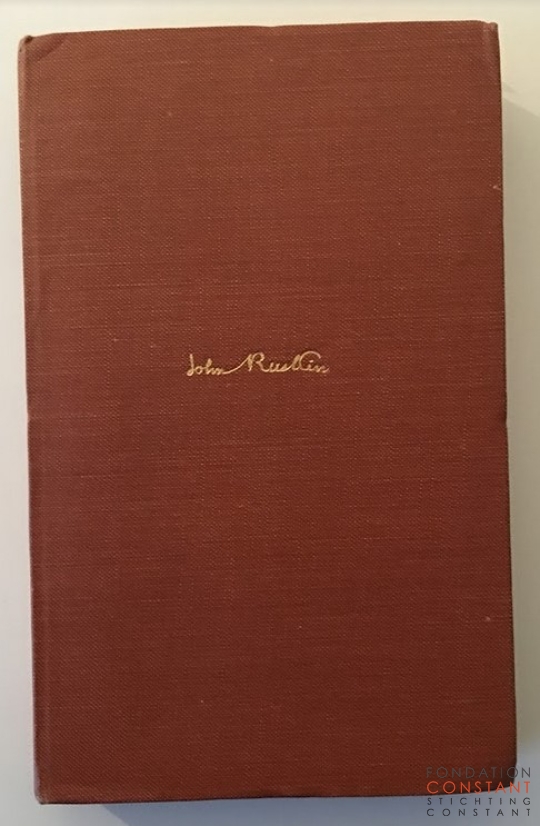 John Ruskin
FONDATION
CONSTANT
STICHTING
CONSTANT